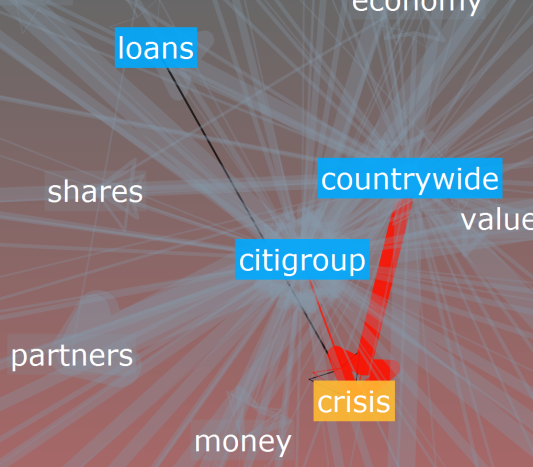 economy
loans
countrywide
shares
value
citigroup
partners
crisis
money